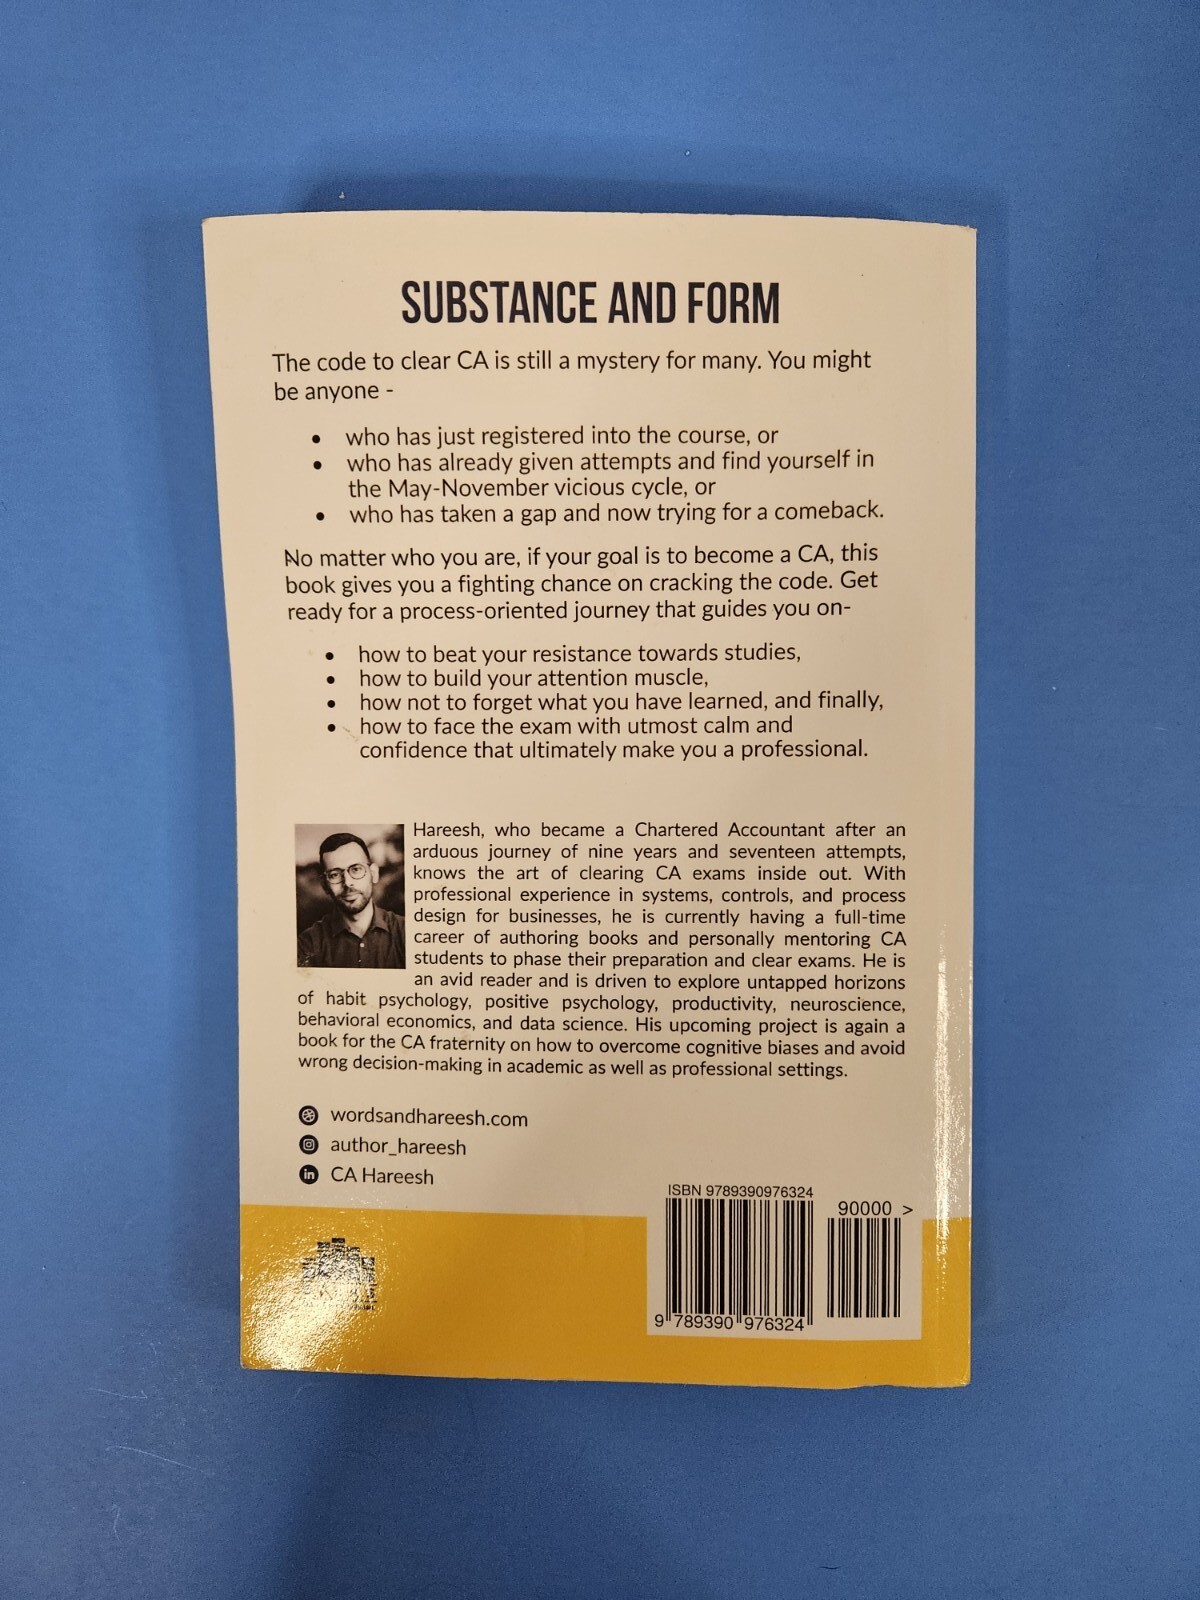 SUBSTANCE AND FORM
The code to clear CA is still a mystery for many. You might
be anyone -
• who has just registered into the course, or
• who has already given attempts and find yourself in
the May-November vicious cycle, or
• who has taken a gap and now trying for a comeback.
No matter who you are, if your goal is to become a CA, this
book gives you a fighting chance on cracking the code. Get
ready for a process-oriented journey that guides you on-
• how to beat your resistance towards studies,
• how to build your attention muscle,
• how not to forget what you have learned, and finally,
• how to face the exam with utmost calm and
confidence that ultimately make you a professional.
Hareesh, who became a Chartered Accountant after an
arduous journey of nine years and seventeen attempts,
knows the art of clearing CA exams inside out. With
professional experience in systems, controls, and process
design for businesses, he is currently having a full-time
career of authoring books and personally mentoring CA
students to phase their preparation and clear exams. He is
an avid reader and is driven to explore untapped horizons
of habit psychology, positive psychology, productivity, neuroscience,
behavioral economics, and data science. His upcoming project is again a
book for the CA fraternity on how to overcome cognitive biases and avoid
wrong decision-making in academic as well as professional settings.
wordsandhareesh.com
author_hareesh
in CA Hareesh
ISBN 9789390976324
90000 >
9 789390 976324